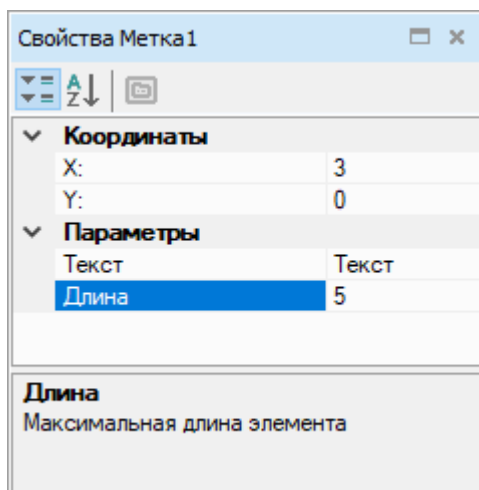 Свойства Метка1
Координаты
X: 3
Y: 0
Параметры
Текст Текст
Длина 5
Длина
Максимальная длина элемента